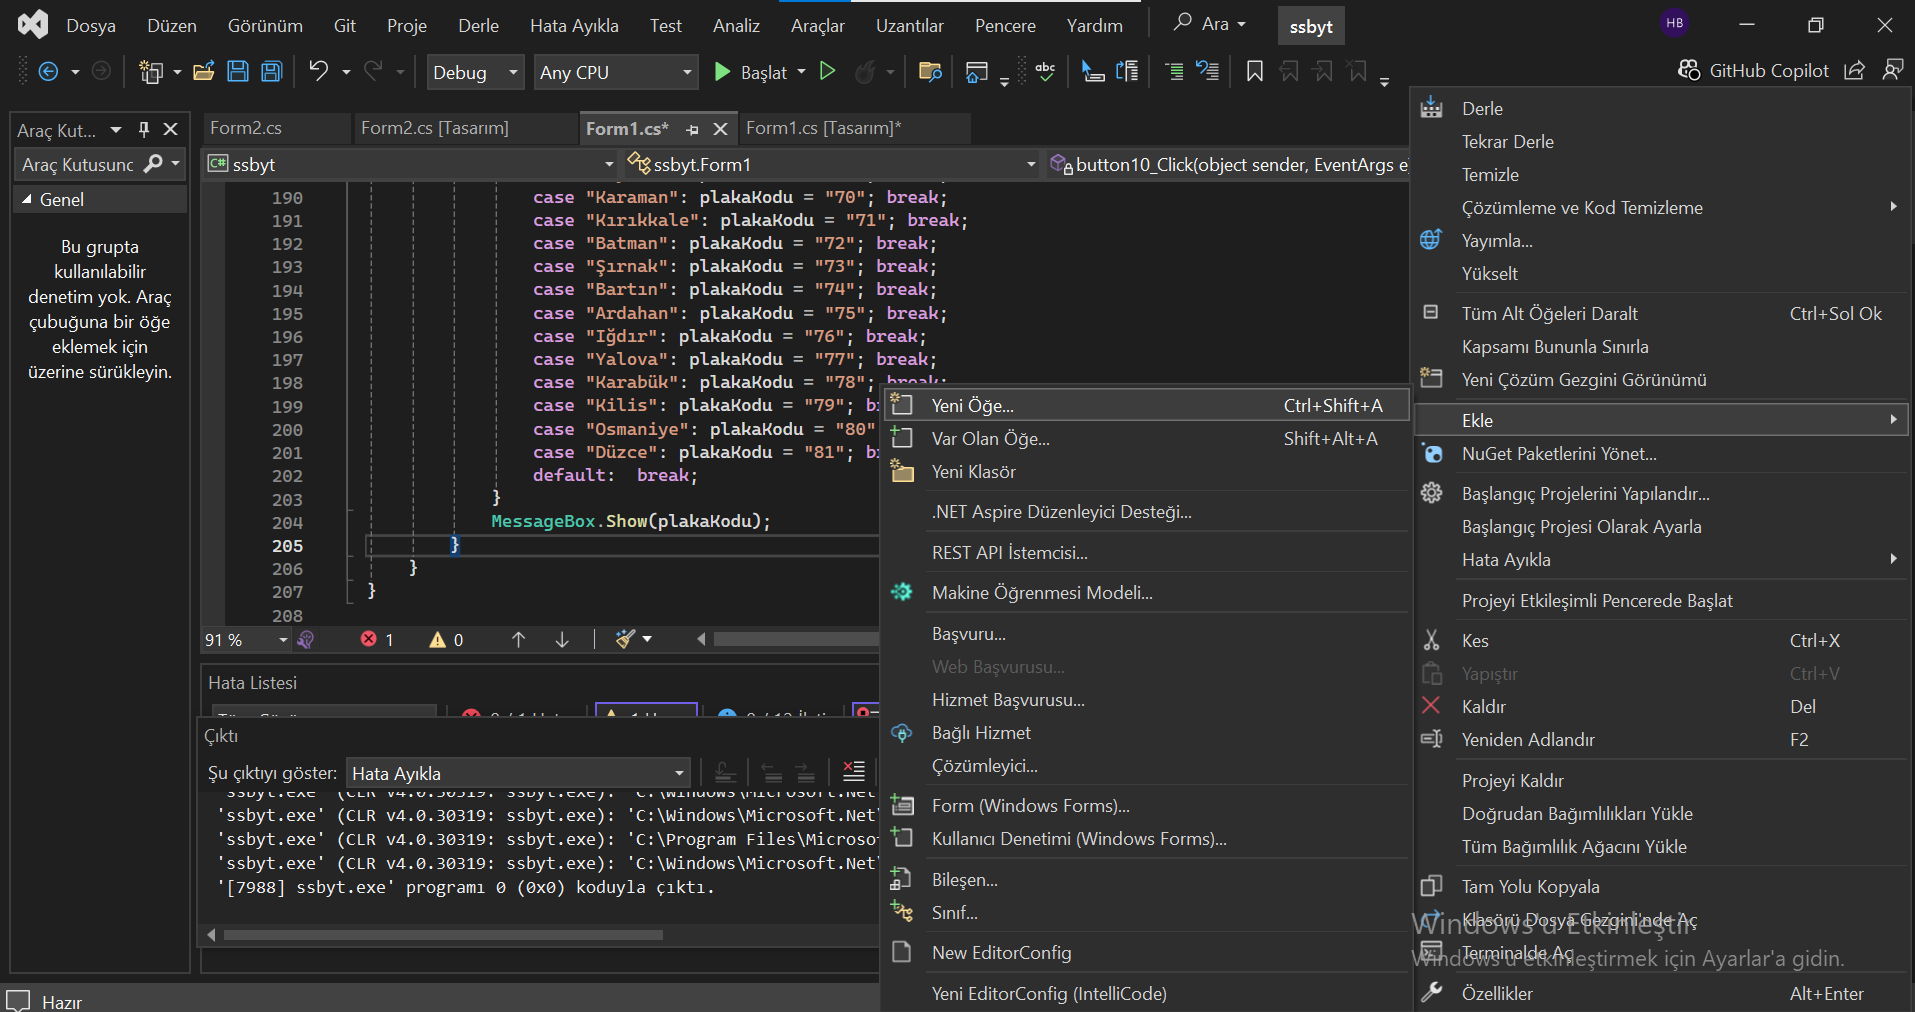 Dosya Düzen Görünüm Git Proje Derle Hata Ayıkla Test Analiz Araçlar Uzantılar Pencere Yardım Ara ssbyt HB
Debug Any CPU Başlat abc GitHub Copilot
Araç Kut...
Araç Kutusunc
Genel
Bu grupta
kullanılabilir
denetim yok. Araç
çubuğuna bir öğe
eklemek için
üzerine sürükleyin.
Form2.cs Form2.cs [Tasarım] Form1.cs* Form1.cs [Tasarım]*
C# ssbyt ssbyt.Form1 button10_Click(object sender, EventArgs e)
190 case "Karaman": plakaKodu = "70"; break;
191 case "Kırıkkale": plakaKodu = "71"; break;
192 case "Batman": plakaKodu = "72"; break;
193 case "Şırnak": plakaKodu = "73"; break;
194 case "Bartın": plakaKodu = "74"; break;
195 case "Ardahan": plakaKodu = "75"; break;
196 case "Iğdır": plakaKodu = "76"; break;
197 case "Yalova": plakaKodu = "77"; break;
198 case "Karabük": plakaKodu = "78"; break;
199 case "Kilis": plakaKodu = "79"; b
200 case "Osmaniye": plakaKodu = "80"
201 case "Düzce": plakaKodu = "81"; b
202 default: break;
203 }
204 MessageBox.Show(plakaKodu);
205 }
206 }
207 }
208
91 % 1 0
Hata Listesi
Çıktı
Şu çıktıyı göster: Hata Ayıkla
'ssbyt.exe' (CLR v4.0.30319: ssbyt.exe): 'C:\Windows\Microsoft.Net
'ssbyt.exe' (CLR v4.0.30319: ssbyt.exe): 'C:\Windows\Microsoft.Net\
'ssbyt.exe' (CLR v4.0.30319: ssbyt.exe): 'C:\Program Files\Microso
'ssbyt.exe' (CLR v4.0.30319: ssbyt.exe): 'C:\Windows\Microsoft.Net\
'[7988] ssbyt.exe' programı 0 (0x0) koduyla çıktı.
Hazır
Yeni Öğe... Ctrl+Shift+A
Var Olan Öğe... Shift+Alt+A
Yeni Klasör
.NET Aspire Düzenleyici Desteği...
REST API İstemcisi...
Makine Öğrenmesi Modeli...
Başvuru...
Web Başvurusu...
Hizmet Başvurusu...
Bağlı Hizmet
Çözümleyici...
Form (Windows Forms)...
Kullanıcı Denetimi (Windows Forms)...
Bileşen...
Sınıf...
New EditorConfig
Yeni EditorConfig (IntelliCode)
Derle
Tekrar Derle
Temizle
Çözümleme ve Kod Temizleme
Yayımla...
Yükselt
Tüm Alt Öğeleri Daralt Ctrl+Sol Ok
Kapsamı Bununla Sınırla
Yeni Çözüm Gezgini Görünümü
Ekle
NuGet Paketlerini Yönet...
Başlangıç Projelerini Yapılandır...
Başlangıç Projesi Olarak Ayarla
Hata Ayıkla
Projeyi Etkileşimli Pencerede Başlat
Kes Ctrl+X
Yapıştır Ctrl+V
Kaldır Del
Yeniden Adlandır F2
Projeyi Kaldır
Doğrudan Bağımlılıkları Yükle
Tüm Bağımlılık Ağacını Yükle
Tam Yolu Kopyala
Klasörü Dosya Gezgini'nde Aç
Terminalde Aç
Özellikler Alt+Enter
Windows'u Etkinleştir
Windows'u etkinleştirmek için Ayarlar'a gidin.